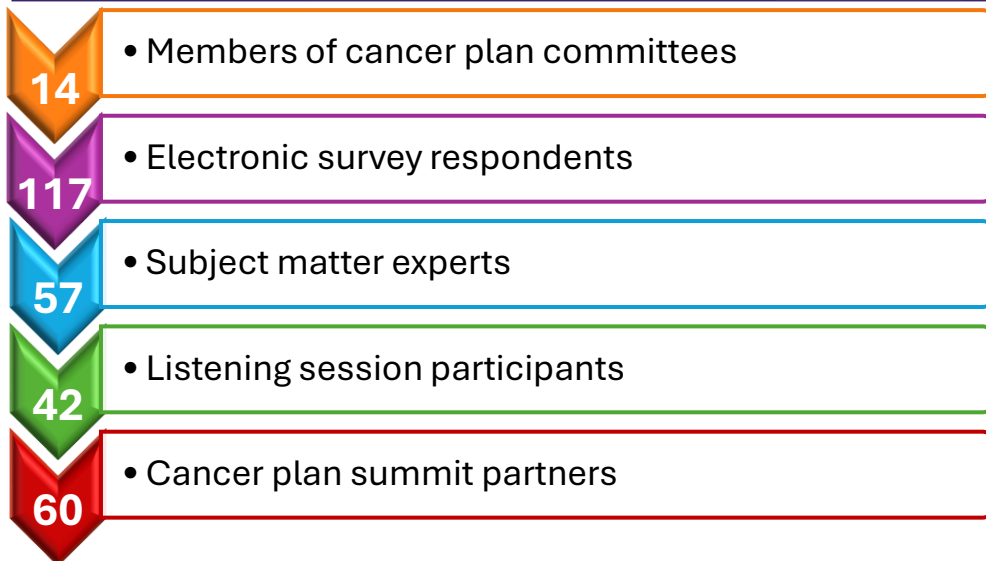 14
• Members of cancer plan committees
117
• Electronic survey respondents
57
• Subject matter experts
42
• Listening session participants
60
• Cancer plan summit partners